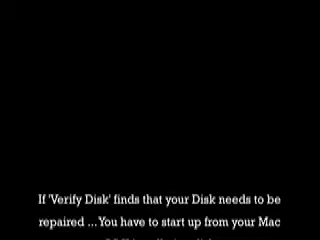 If 'Verify Disk' finds that your Disk needs to be
repaired ... You have to start up from your Mac